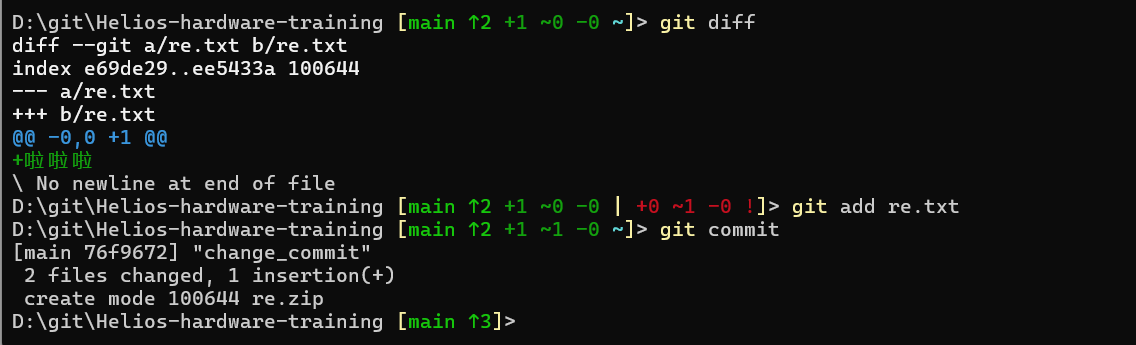 D:\git\Helios-hardware-training [main ↑2 +1 ~0 -0 ~]> git diff
diff --git a/re.txt b/re.txt
index e69de29..ee5433a 100644
--- a/re.txt
+++ b/re.txt
@@ -0,0 +1 @@
+啦啦啦
\ No newline at end of file
D:\git\Helios-hardware-training [main ↑2 +1 ~0 -0 | +0 ~1 -0 !]> git add re.txt
D:\git\Helios-hardware-training [main ↑2 +1 ~1 -0 ~]> git commit
[main 76f9672] "change_commit"
 2 files changed, 1 insertion(+)
 create mode 100644 re.zip
D:\git\Helios-hardware-training [main ↑3]>